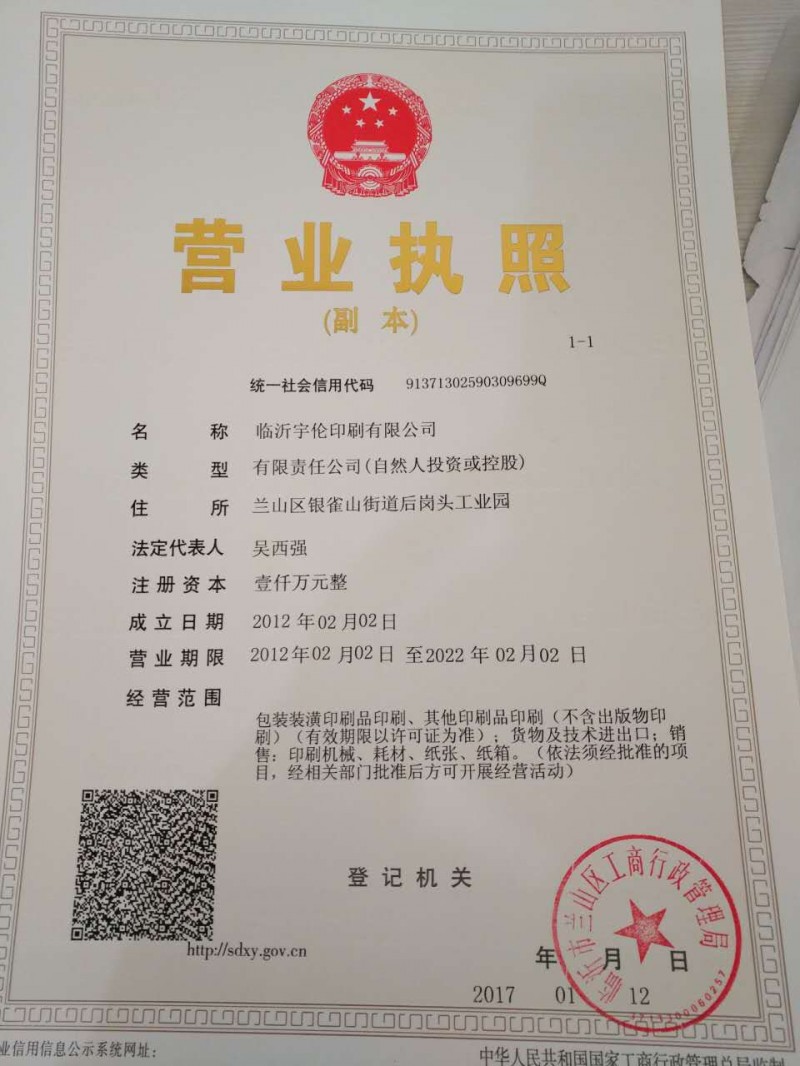 营业执照
(副 本)
1-1
统一社会信用代码 91371302590309699Q
名 称 临沂宇伦印刷有限公司
类 型 有限责任公司(自然人投资或控股)
住 所 兰山区银雀山街道后岗头工业园
法定代表人 吴西强
注册资本 壹仟万元整
成立日期 2012年02月02日
营业期限 2012年02月02日 至2022年02月02日
经营范围
包装装潢印刷品印刷、其他印刷品印刷（不含出版物印
刷）（有效期限以许可证为准）；货物及技术进出口；销
售：印刷机械、耗材、纸张、纸箱。（依法须经批准的项
目，经相关部门批准后方可开展经营活动）
登记机关
临沂市兰山区工商行政管理局
http://sdxy.gov.cn
年 月 日
2017 01 12
业信用信息公示系统网址：
中华人民共和国国家工商行政管理总局监制